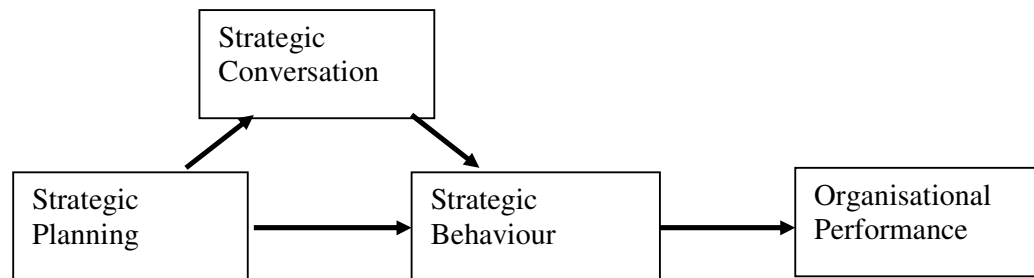 Strategic
Conversation
Strategic
Planning
Strategic
Behaviour
Organisational
Performance